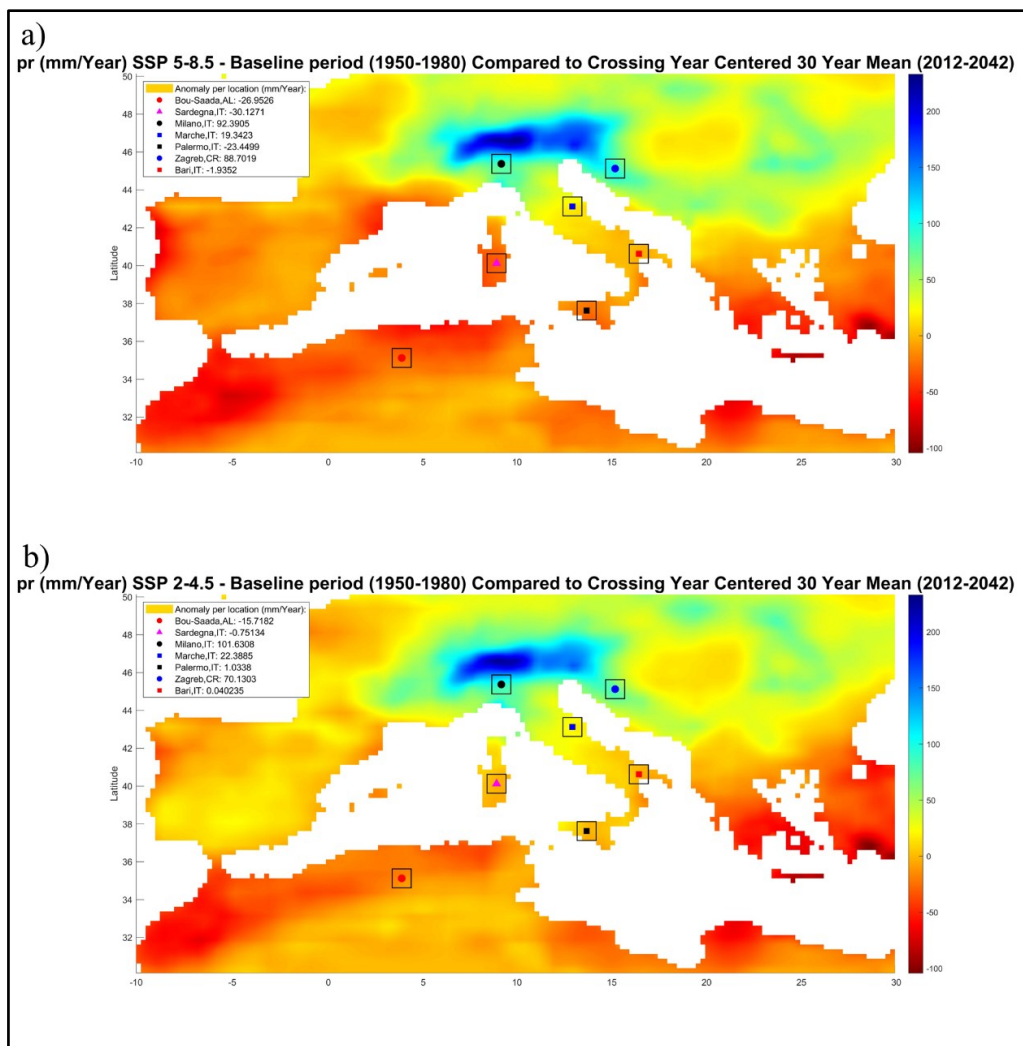 a)
pr (mm/Year) SSP 5-8.5 - Baseline period (1950-1980) Compared to Crossing Year Centered 30 Year Mean (2012-2042)
50
48
46
44
42
40
38
36
34
32
Latitude
Anomaly per location (mm/Year):
Bou-Saada,AL: -26.9526
Sardegna,IT: -30.1271
Milano,IT: 92.3905
Marche,IT: 19.3423
Palermo,IT: -23.4499
Zagreb,CR: 88.7019
Bari,IT: -1.9352
-10 -5 0 5 10 15 20 25 30
200
150
100
50
0
-50
-100
b)
pr (mm/Year) SSP 2-4.5 - Baseline period (1950-1980) Compared to Crossing Year Centered 30 Year Mean (2012-2042)
50
48
46
44
42
40
38
36
34
32
Latitude
Anomaly per location (mm/Year):
Bou-Saada,AL: -15.7182
Sardegna,IT: -0.75134
Milano,IT: 101.6308
Marche,IT: 22.3885
Palermo,IT: 1.0338
Zagreb,CR: 70.1303
Bari,IT: 0.040235
-10 -5 0 5 10 15 20 25 30
200
150
100
50
0
-50
-100